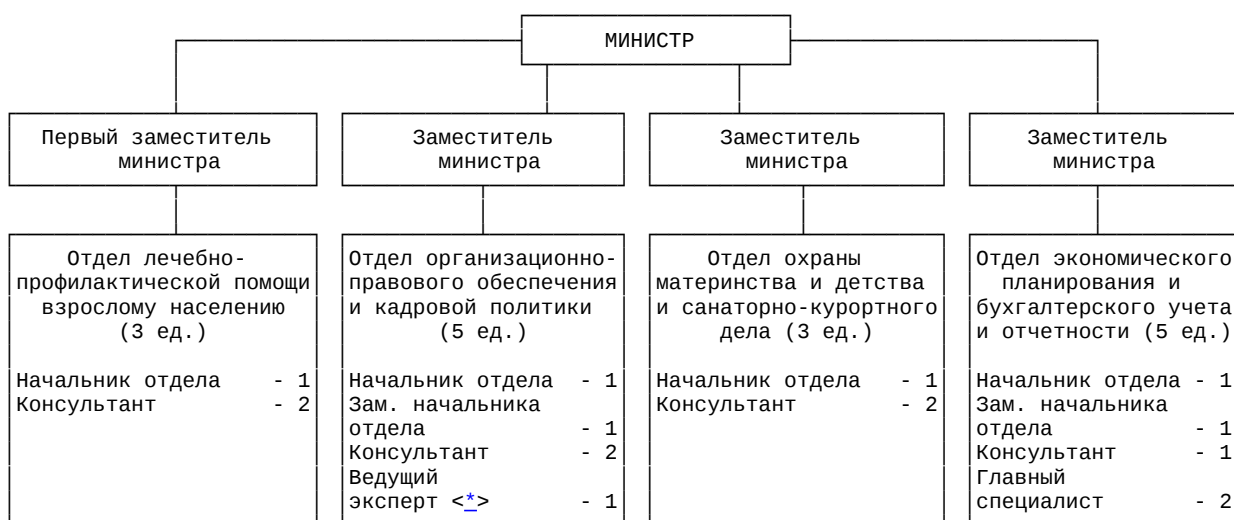 МИНИСТР
Первый заместитель
министра
Заместитель
министра
Заместитель
министра
Заместитель
министра
Отдел лечебно-
профилактической помощи
взрослому населению
(3 ед.)
Начальник отдела - 1
Консультант - 2
Отдел организационно-
правового обеспечения
и кадровой политики
(5 ед.)
Начальник отдела - 1
Зам. начальника
отдела - 1
Консультант - 2
Ведущий
эксперт <*> - 1
Отдел охраны
материнства и детства
и санаторно-курортного
дела (3 ед.)
Начальник отдела - 1
Консультант - 2
Отдел экономического
планирования и
бухгалтерского учета
и отчетности (5 ед.)
Начальник отдела - 1
Зам. начальника
отдела - 1
Консультант - 1
Главный
специалист - 2